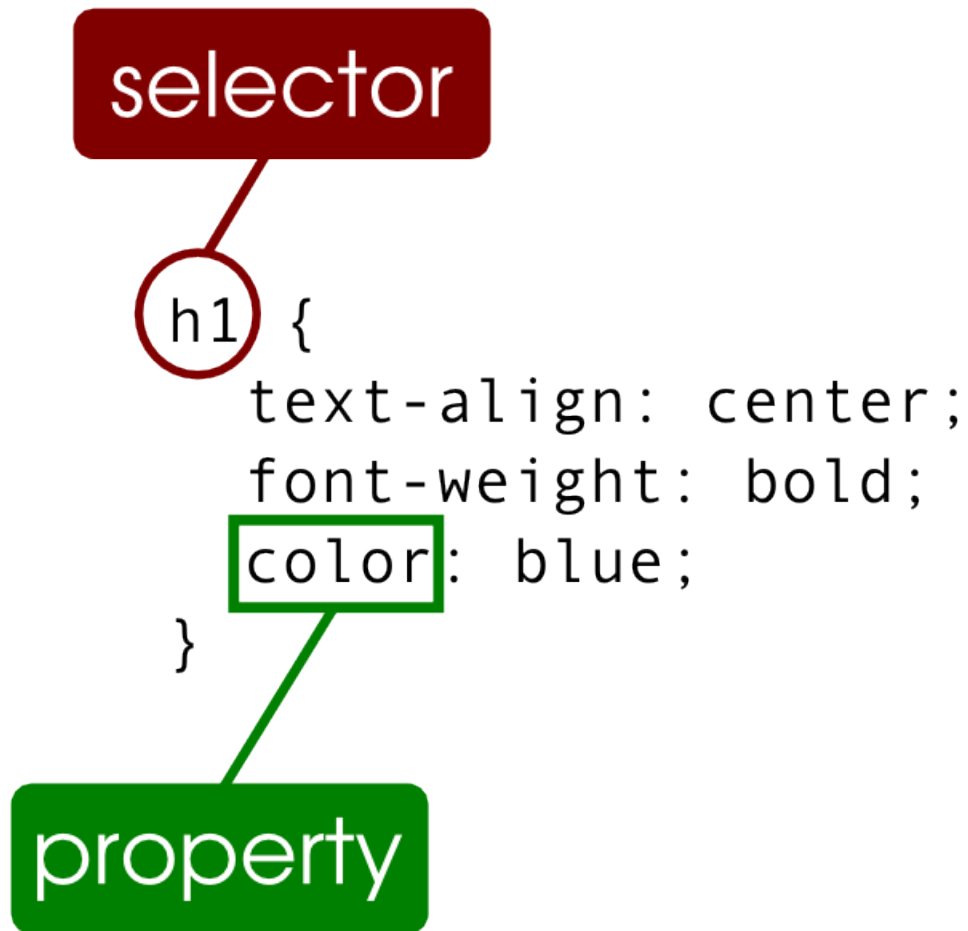 selector
h1 {
text-align: center;
font-weight: bold;
color: blue;
}
property